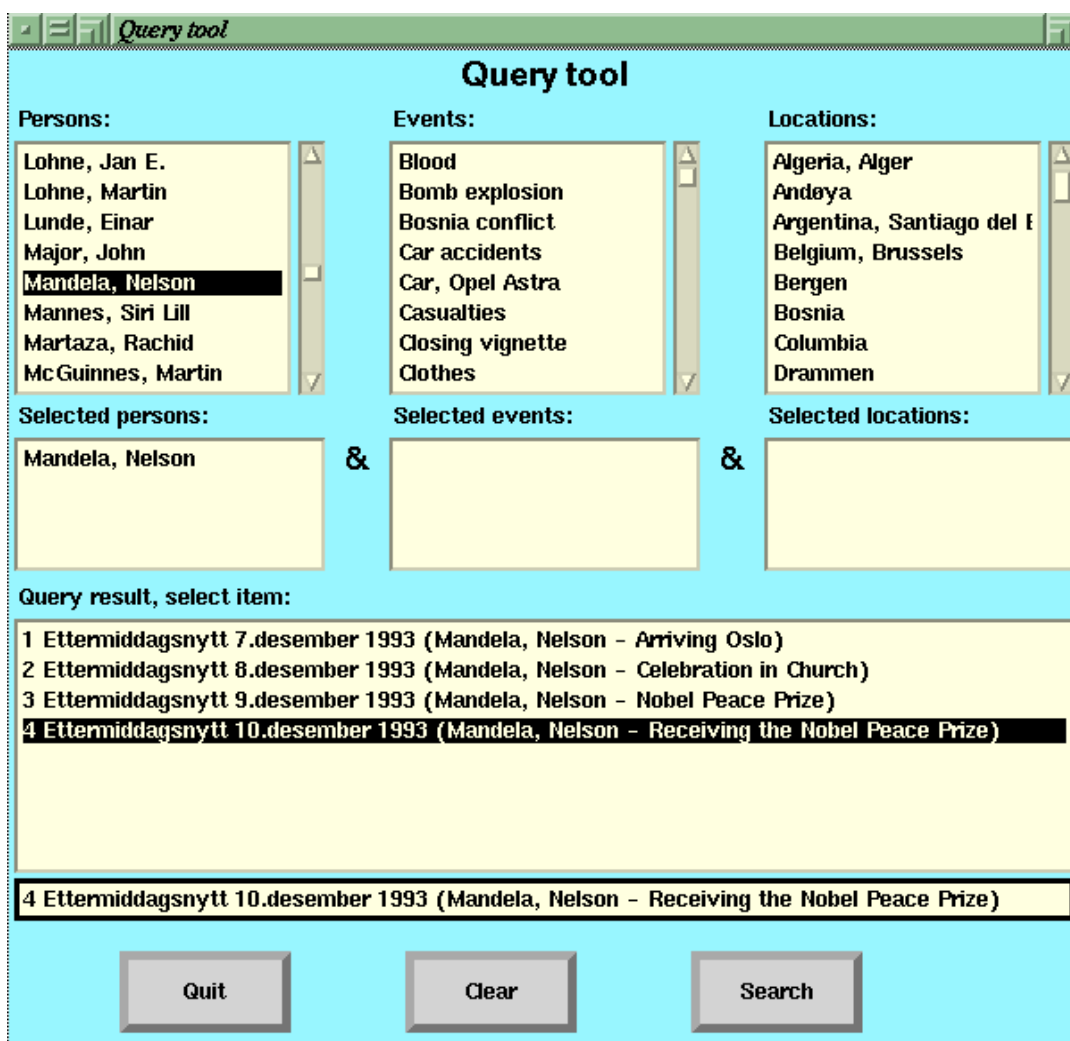 Query tool
Query tool
Persons:
Lohne, Jan E.
Lohne, Martin
Lunde, Einar
Major, John
Mandela, Nelson
Mannes, Siri Lill
Martaza, Rachid
McGuinnes, Martin
Events:
Blood
Bomb explosion
Bosnia conflict
Car accidents
Car, Opel Astra
Casualties
Closing vignette
Clothes
Locations:
Algeria, Alger
Andøya
Argentina, Santiago del E
Belgium, Brussels
Bergen
Bosnia
Columbia
Drammen
Selected persons:
Mandela, Nelson
&
Selected events:
&
Selected locations:
Query result, select item:
1 Ettermiddagsnytt 7.desember 1993 (Mandela, Nelson - Arriving Oslo)
2 Ettermiddagsnytt 8.desember 1993 (Mandela, Nelson - Celebration in Church)
3 Ettermiddagsnytt 9.desember 1993 (Mandela, Nelson - Nobel Peace Prize)
4 Ettermiddagsnytt 10.desember 1993 (Mandela, Nelson - Receiving the Nobel Peace Prize)
4 Ettermiddagsnytt 10.desember 1993 (Mandela, Nelson - Receiving the Nobel Peace Prize)
Quit
Clear
Search